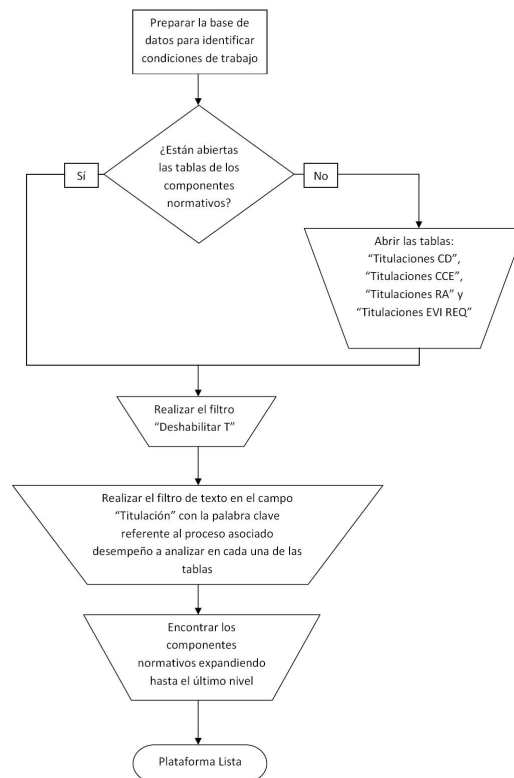 Preparar la base de
datos para identificar
condiciones de trabajo
¿Están abiertas
las tablas de los
componentes
normativos?
Sí
No
Abrir las tablas:
“Titulaciones CD”,
“Titulaciones CCE”,
“Titulaciones RA” y
“Titulaciones EVI REQ”
Realizar el filtro
“Deshabilitar T”
Realizar el filtro de texto en el campo
“Titulación” con la palabra clave
referente al proceso asociado
desempeño a analizar en cada una de las
tablas
Encontrar los
componentes
normativos expandiendo
hasta el último nivel
Plataforma Lista